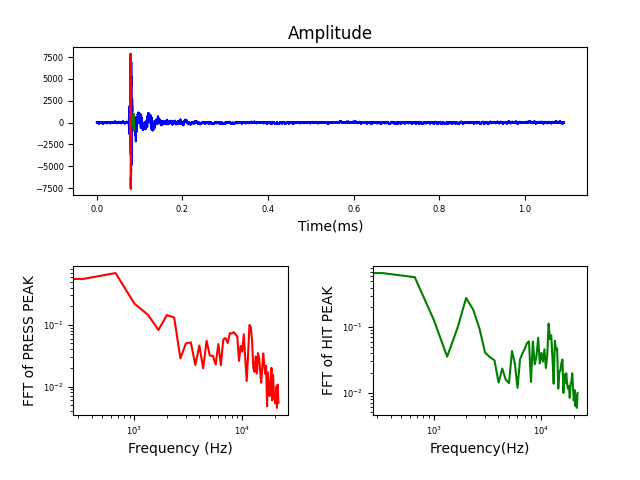 Amplitude
7500
5000
2500
0
−2500
−5000
−7500
0.0 0.2 0.4 0.6 0.8 1.0
Time(ms)
FFT of PRESS PEAK
10⁻¹
10⁻²
10³ 10⁴
Frequency (Hz)
FFT of HIT PEAK
10⁻¹
10⁻²
10³ 10⁴
Frequency(Hz)